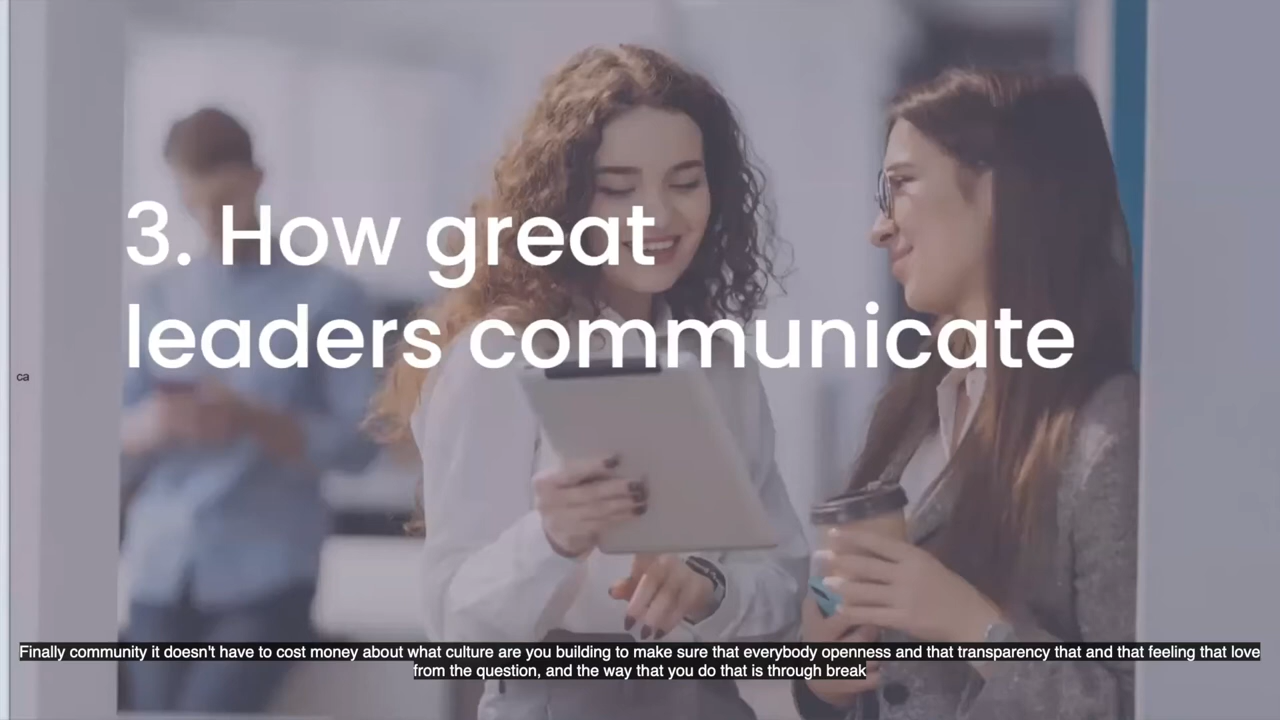 3. How great
leaders communicate
ca
Finally community it doesn't have to cost money about what culture are you building to make sure that everybody openness and that transparency that and that feeling that love
from the question, and the way that you do that is through break